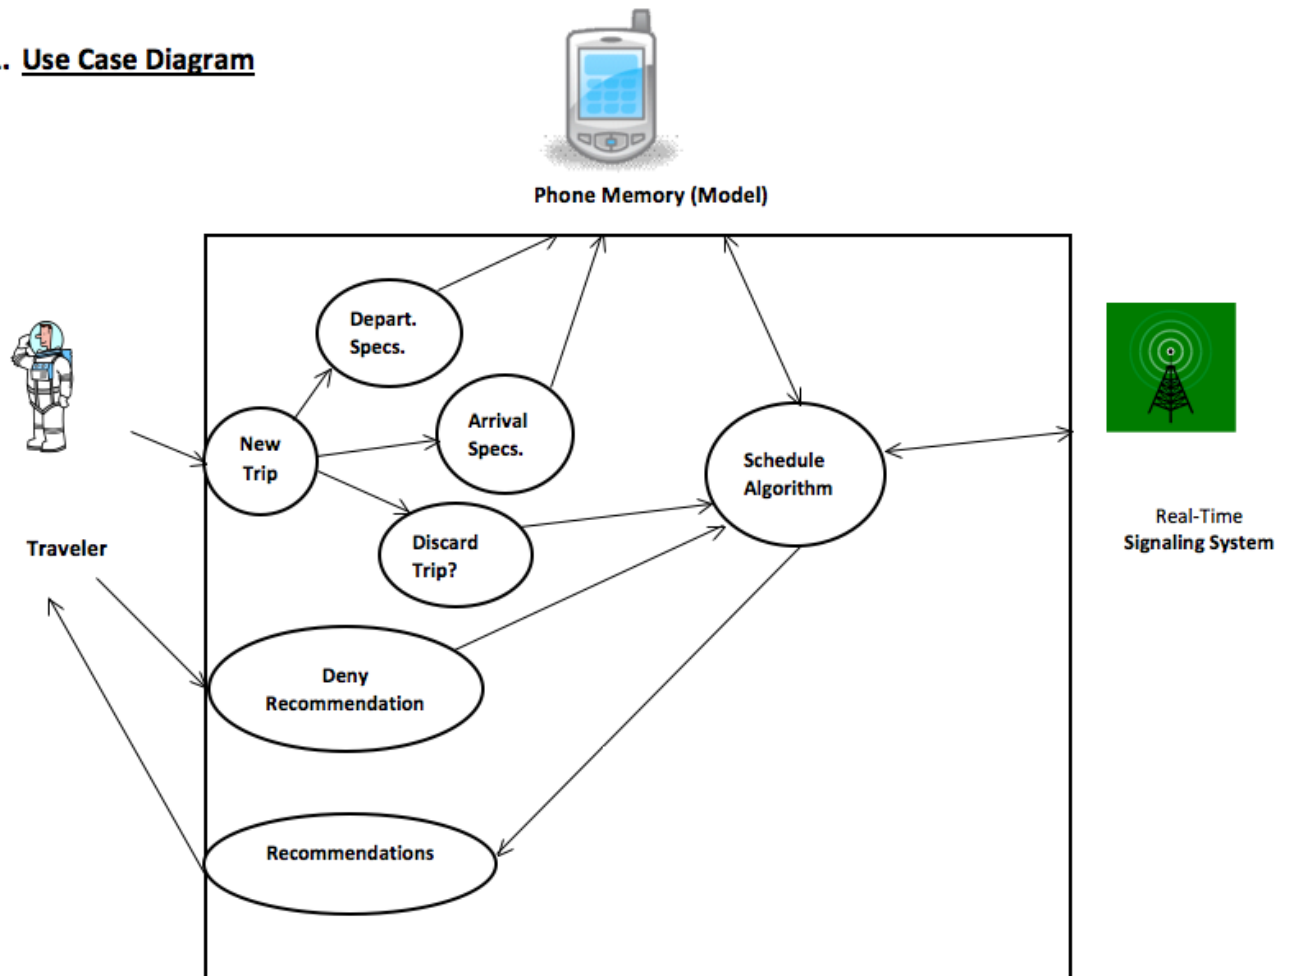 . Use Case Diagram
Phone Memory (Model)
Depart.
Specs.
Arrival
Specs.
New
Trip
Schedule
Algorithm
Discard
Trip?
Real-Time
Signaling System
Traveler
Deny
Recommendation
Recommendations